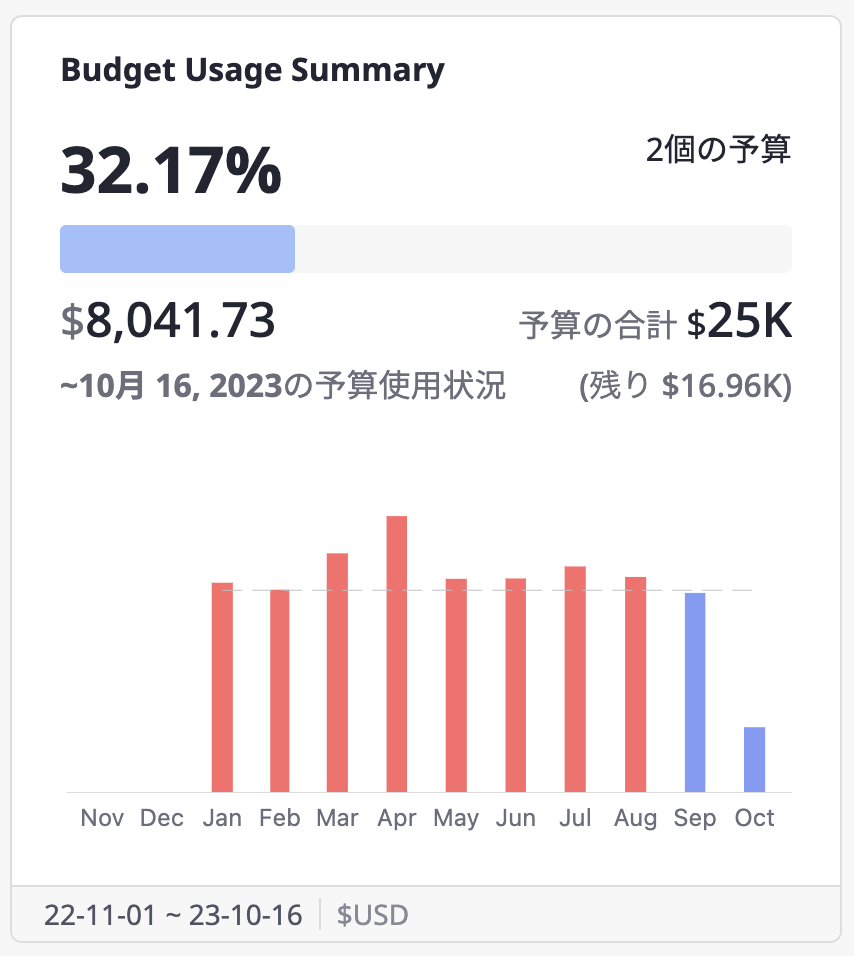 Budget Usage Summary
32.17%
2個の予算
$8,041.73
予算の合計 $25K
~10月 16, 2023の予算使用状況
(残り $16.96K)
Nov Dec Jan Feb Mar Apr May Jun Jul Aug Sep Oct
22-11-01 ~ 23-10-16 $USD